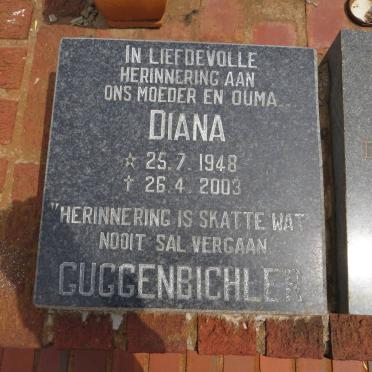 IN LIEFDEVOLLE
HERINNERING AAN
ONS MOEDER EN OUMA
DIANA
☆ 25.7.1948
† 26.4.2003
"HERINNERING IS SKATTE WAT
NOOIT SAL VERGAAN
GUGGENBICHLER